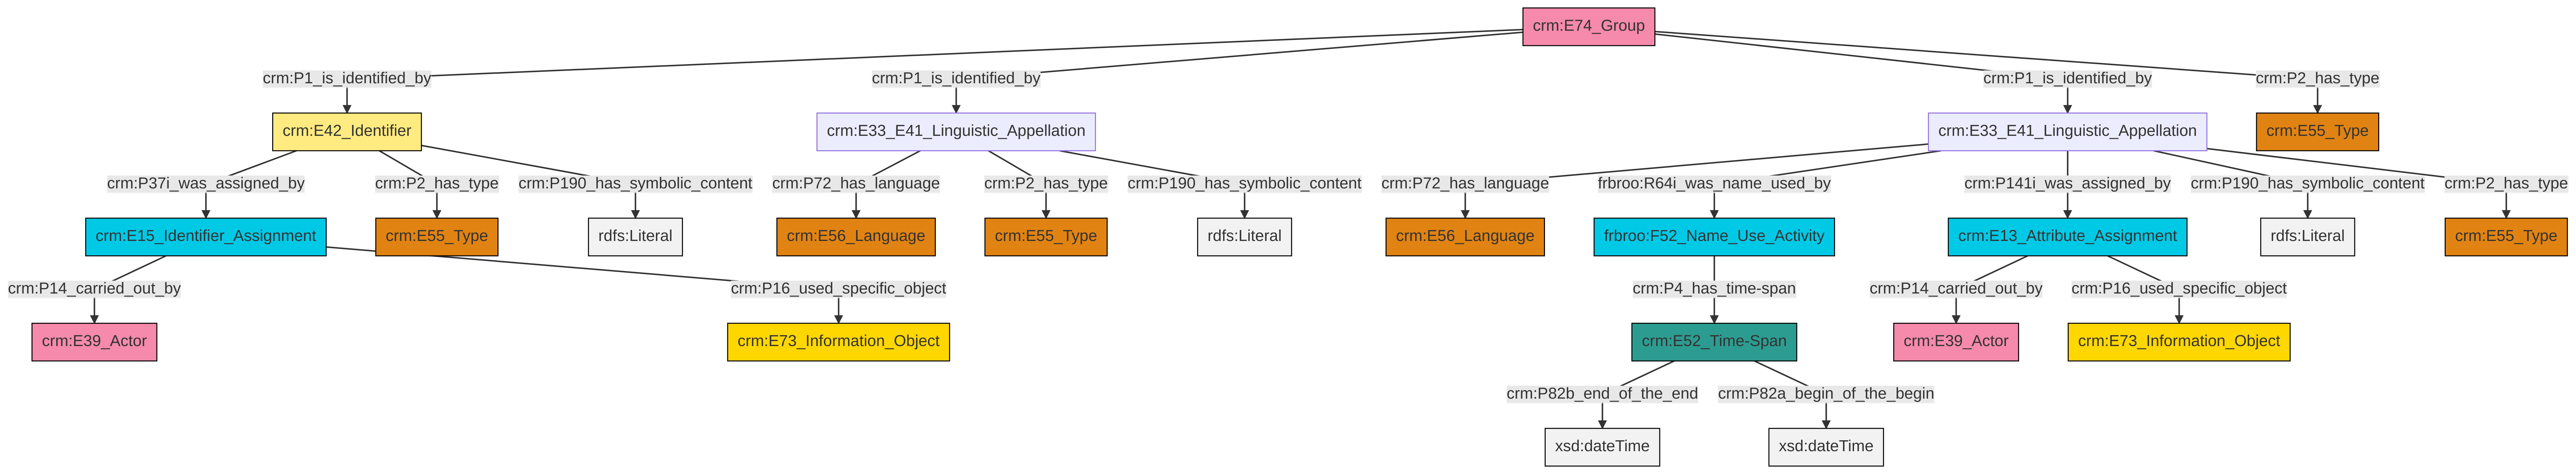 crm:E74_Group
crm:P1_is_identified_by
crm:P1_is_identified_by
crm:P1_is_identified_by
crm:P2_has_type
crm:E42_Identifier
crm:E33_E41_Linguistic_Appellation
crm:E33_E41_Linguistic_Appellation
crm:E55_Type
crm:P37i_was_assigned_by
crm:P2_has_type
crm:P190_has_symbolic_content
crm:P72_has_language
crm:P2_has_type
crm:P190_has_symbolic_content
crm:P72_has_language
frbroo:R64i_was_name_used_by
crm:P141i_was_assigned_by
crm:P190_has_symbolic_content
crm:P2_has_type
crm:E15_Identifier_Assignment
crm:E55_Type
rdfs:Literal
crm:E56_Language
crm:E55_Type
rdfs:Literal
crm:E56_Language
frbroo:F52_Name_Use_Activity
crm:E13_Attribute_Assignment
rdfs:Literal
crm:E55_Type
crm:P14_carried_out_by
crm:P16_used_specific_object
crm:P4_has_time-span
crm:P14_carried_out_by
crm:P16_used_specific_object
crm:E39_Actor
crm:E73_Information_Object
crm:E52_Time-Span
crm:E39_Actor
crm:E73_Information_Object
crm:P82b_end_of_the_end
crm:P82a_begin_of_the_begin
xsd:dateTime
xsd:dateTime